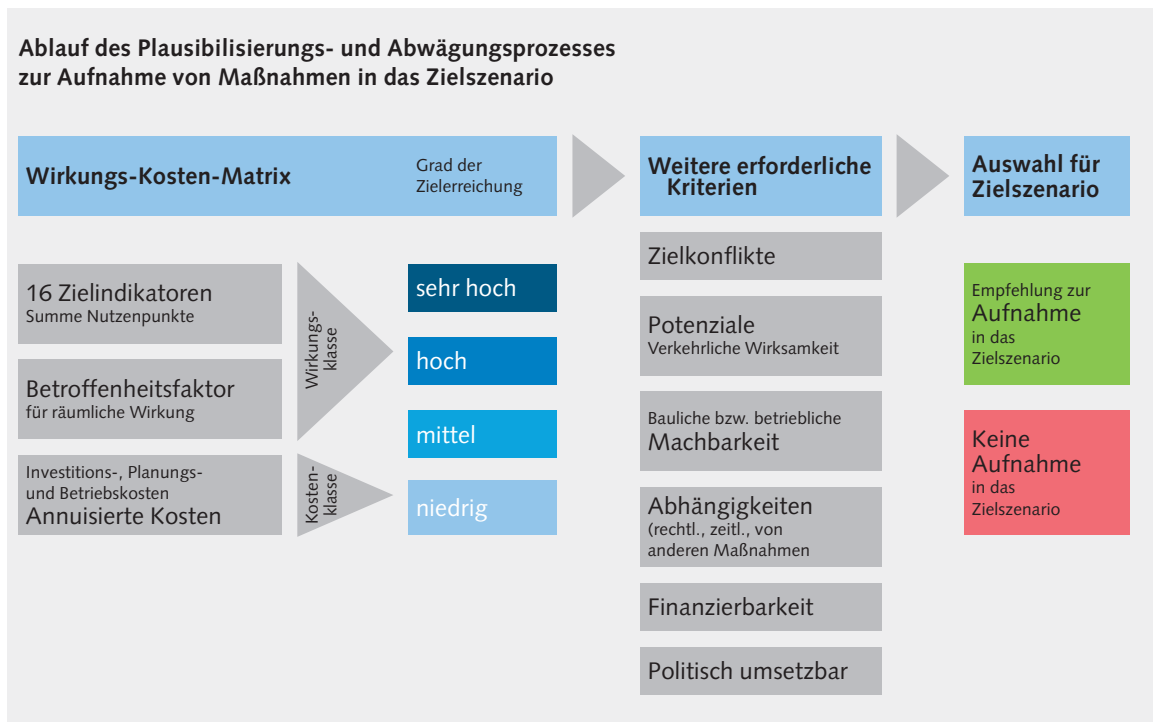 Ablauf des Plausibilisierungs- und Abwägungsprozesses
zur Aufnahme von Maßnahmen in das Zielszenario
Wirkungs-Kosten-Matrix
Grad der
Zielerreichung
16 Zielindikatoren
Summe Nutzenpunkte
Betroffenheitsfaktor
für räumliche Wirkung
Wirkungs-
klasse
Investitions-, Planungs-
und Betriebskosten
Annuisierte Kosten
Kosten-
klasse
sehr hoch
hoch
mittel
niedrig
Weitere erforderliche
Kriterien
Zielkonflikte
Potenziale
Verkehrliche Wirksamkeit
Bauliche bzw. betriebliche
Machbarkeit
Abhängigkeiten
(rechtl., zeitl., von
anderen Maßnahmen
Finanzierbarkeit
Politisch umsetzbar
Auswahl für
Zielszenario
Empfehlung zur
Aufnahme
in das
Zielszenario
Keine
Aufnahme
in das
Zielszenario